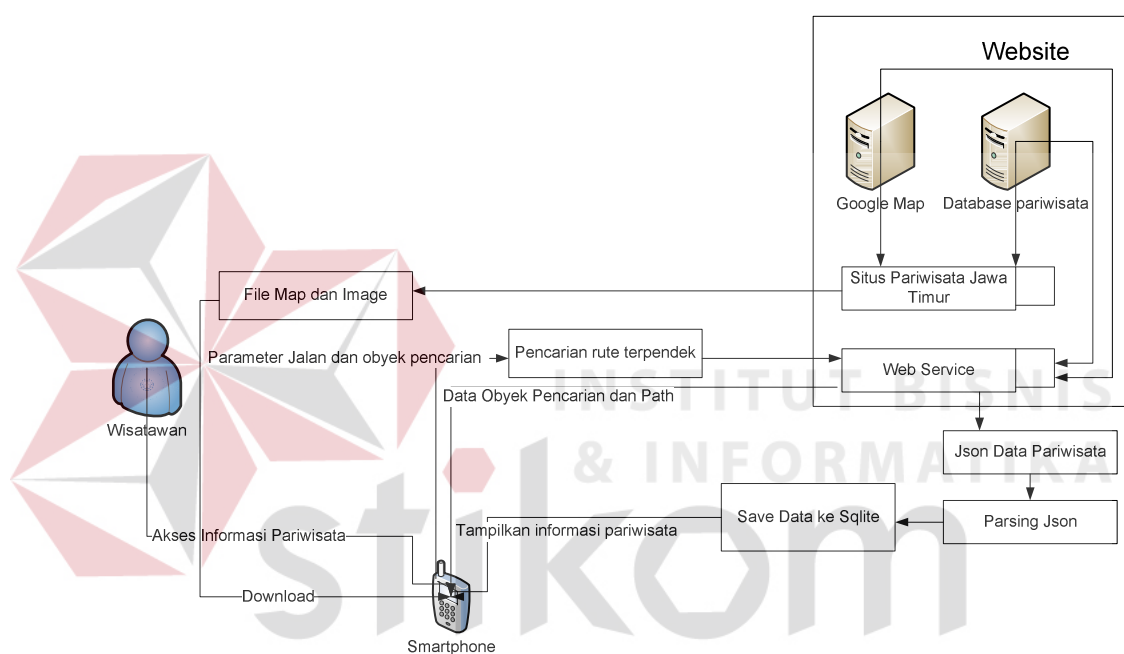 Website
Google Map
Database pariwisata
Situs Pariwisata Jawa
Timur
File Map dan Image
Parameter Jalan dan obyek pencarian
Pencarian rute terpendek
Web Service
Data Obyek Pencarian dan Path
INSTITUT BISNIS
& INFORMATIKA
stikom
Wisatawan
Json Data Pariwisata
Parsing Json
Save Data ke Sqlite
Tampilkan informasi pariwisata
Akses Informasi Pariwisata
Download
Smartphone